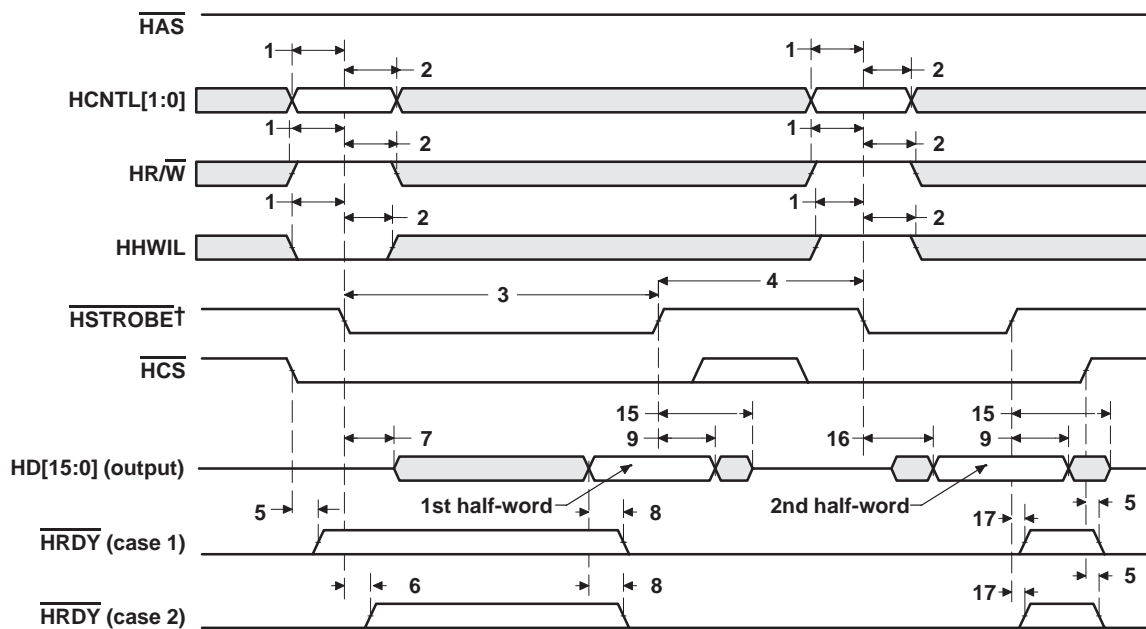 HAS
1 1
2 2
HCNTL[1:0]
1 1
2 2
HR/W
1 1
2 2
HHWIL
3 4
HSTROBE†
HCS
15 15
7 9 16 9
HD[15:0] (output)
1st half-word 2nd half-word
5 8 17 5
HRDY (case 1)
6 8 17 5
HRDY (case 2)